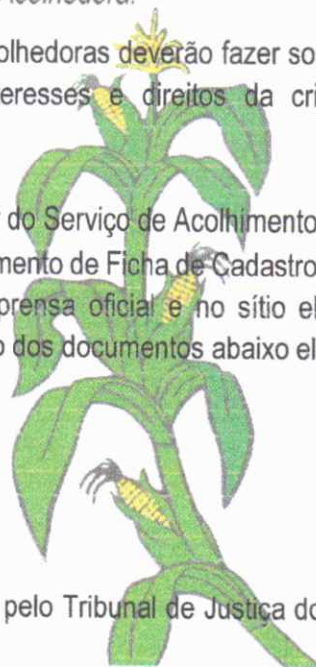 Acolhedora.
olhedoras deverão fazer so
eresses e direitos da cri
do Serviço de Acolhimento
mento de Ficha de Cadastro
prensa oficial e no sítio el
o dos documentos abaixo el
pelo Tribunal de Justiça do